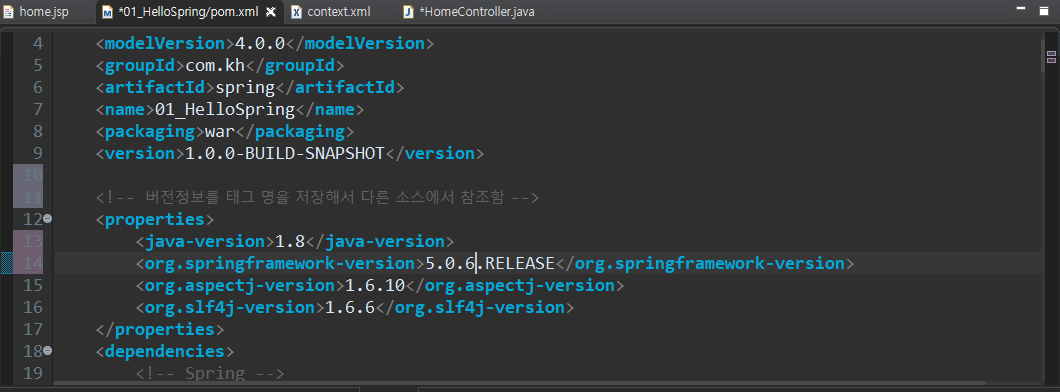 home.jsp *01_HelloSpring/pom.xml context.xml *HomeController.java
4 <modelVersion>4.0.0</modelVersion>
5 <groupId>com.kh</groupId>
6 <artifactId>spring</artifactId>
7 <name>01_HelloSpring</name>
8 <packaging>war</packaging>
9 <version>1.0.0-BUILD-SNAPSHOT</version>
10
11 <!-- 버전정보를 태그 명을 저장해서 다른 소스에서 참조함 -->
12 <properties>
13 <java-version>1.8</java-version>
14 <org.springframework-version>5.0.6.RELEASE</org.springframework-version>
15 <org.aspectj-version>1.6.10</org.aspectj-version>
16 <org.slf4j-version>1.6.6</org.slf4j-version>
17 </properties>
18 <dependencies>
19 <!-- Spring -->